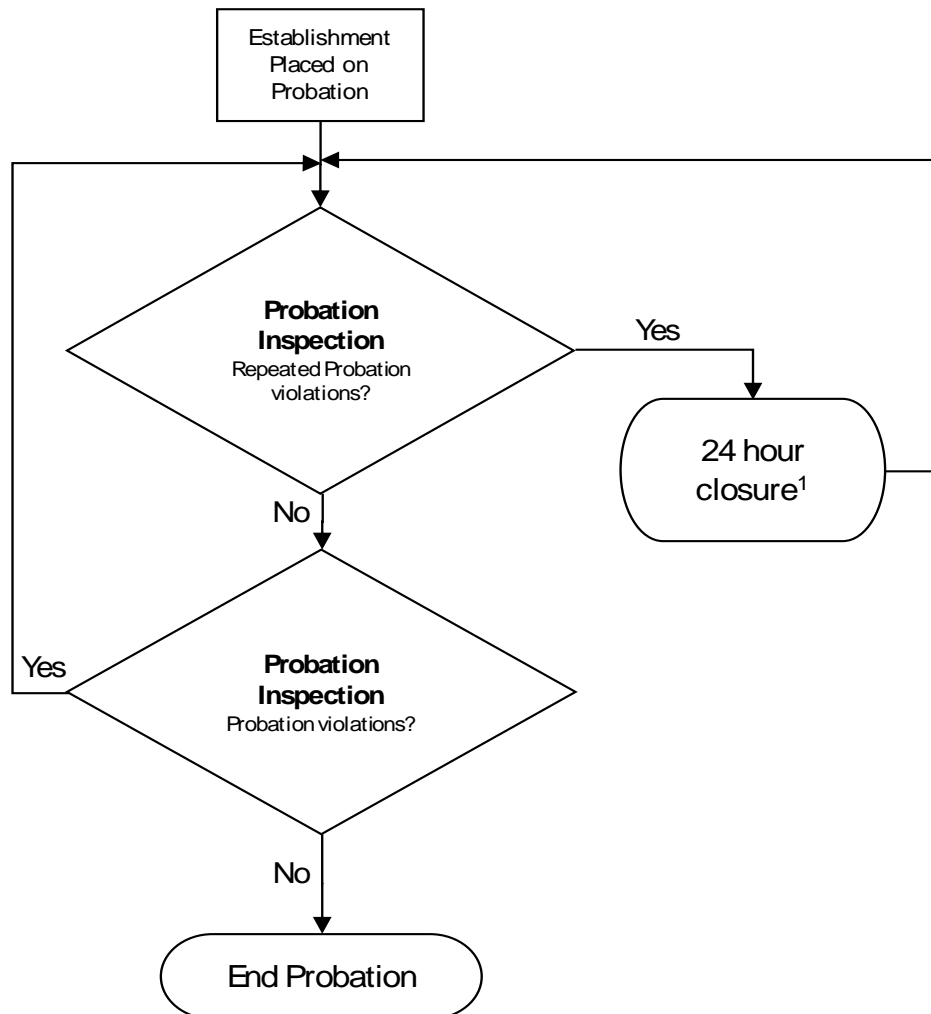 Establishment
Placed on
Probation
Probation
Inspection
Repeated Probation
violations?
Yes
24 hour
closure¹
No
Probation
Inspection
Probation violations?
Yes
No
End Probation